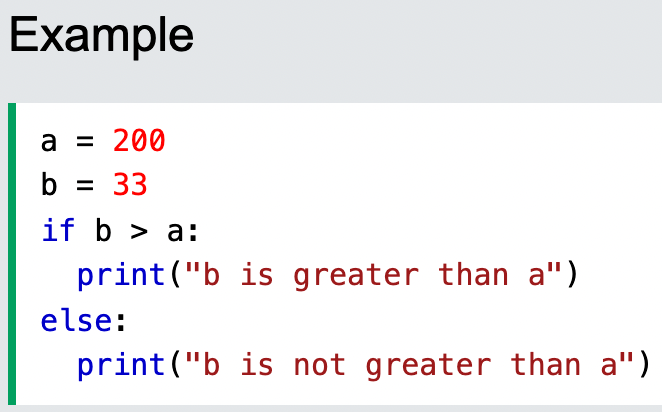 Example
a = 200
b = 33
if b > a:
  print("b is greater than a")
else:
  print("b is not greater than a")